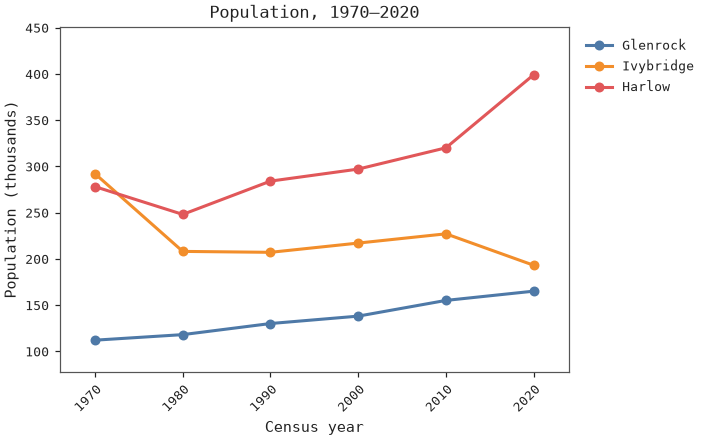 Population, 1970–2020
Population (thousands)
450
400
350
300
250
200
150
100
1970
1980
1990
2000
2010
2020
Census year
Glenrock
Ivybridge
Harlow